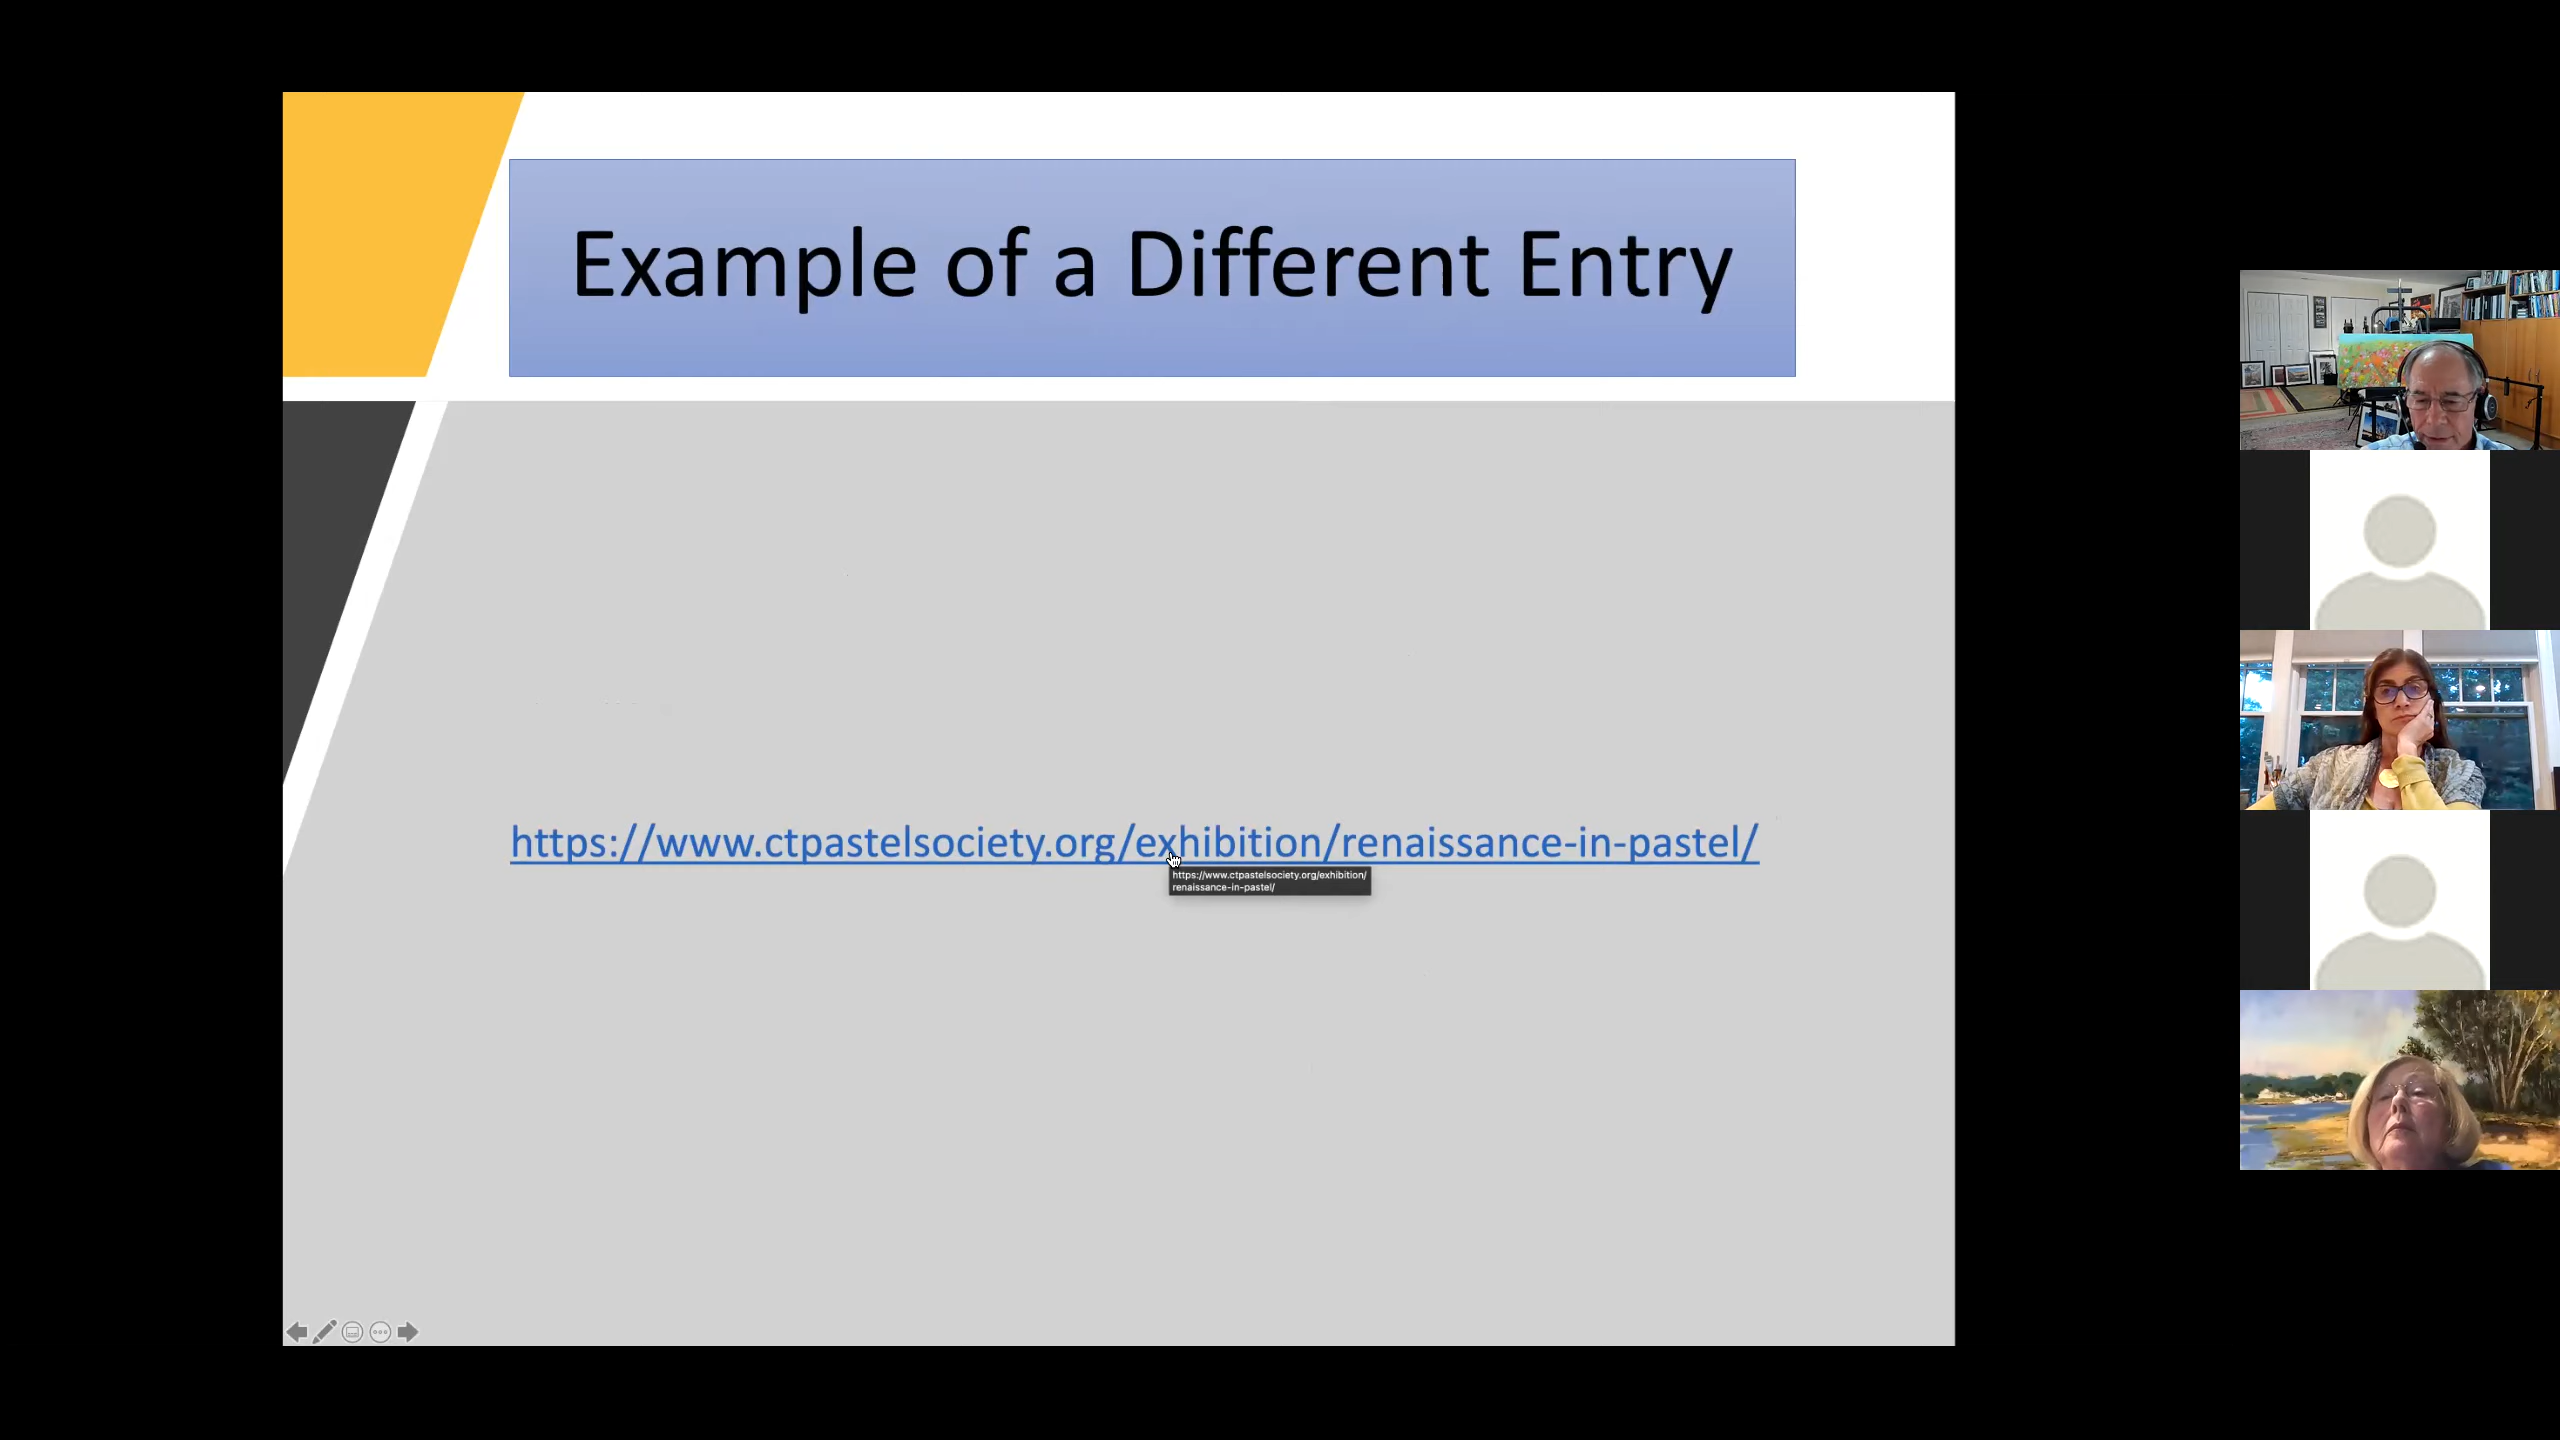 Example of a Different Entry
https://www.ctpastelsociety.org/exhibition/renaissance-in-pastel/
https://www.ctpastelsociety.org/exhibition/
renaissance-in-pastel/